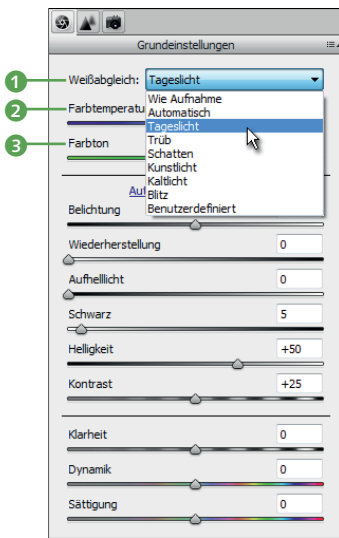 Grundeinstellungen
1 Weißabgleich: Tageslicht
2 Farbtemperatu
Wie Aufnahme
Automatisch
Tageslicht
3 Farbton
Trüb
Schatten
Kunstlicht
Kaltlicht
Blitz
Benutzerdefiniert
Aut
Belichtung
Wiederherstellung 0
Aufhelllicht 0
Schwarz 5
Helligkeit +50
Kontrast +25
Klarheit 0
Dynamik 0
Sättigung 0